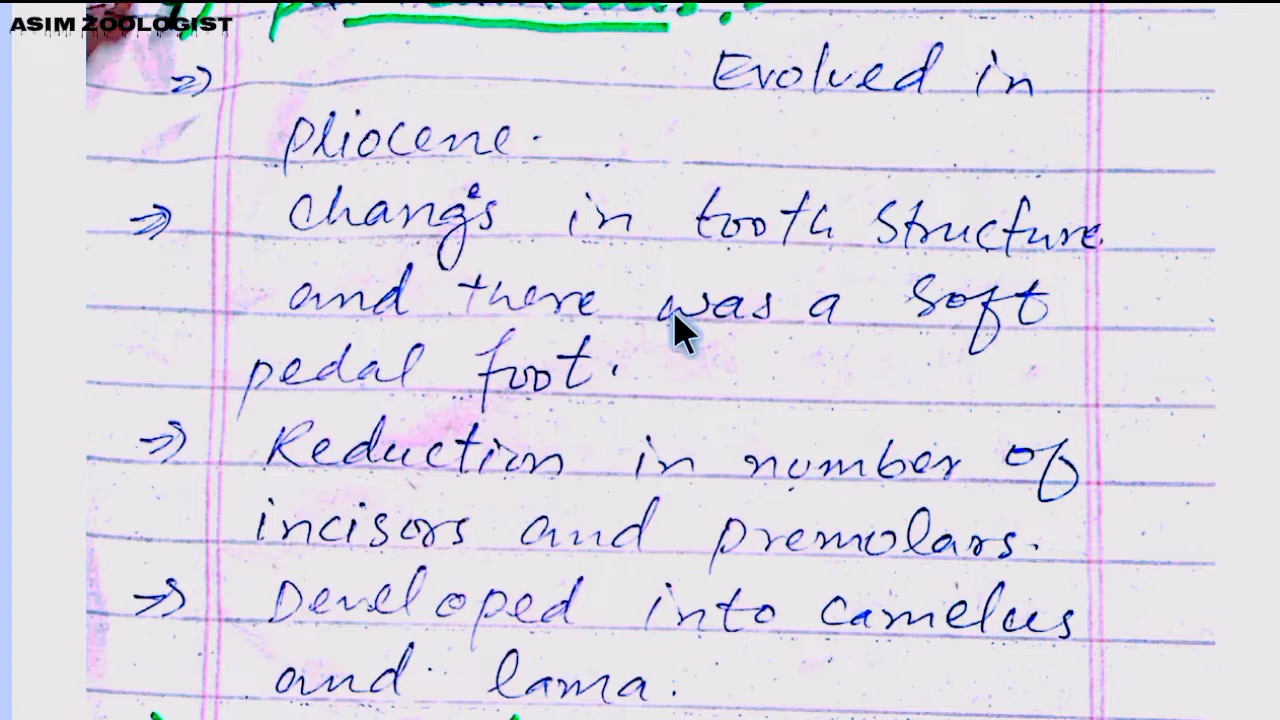 ASIM ZOOLOGIST
Evolved in
pliocene.
changes in tooth structure
and there was a soft
pedal foot.
Reduction in number of
incisors and premolars.
Developed into camelus
and lama.